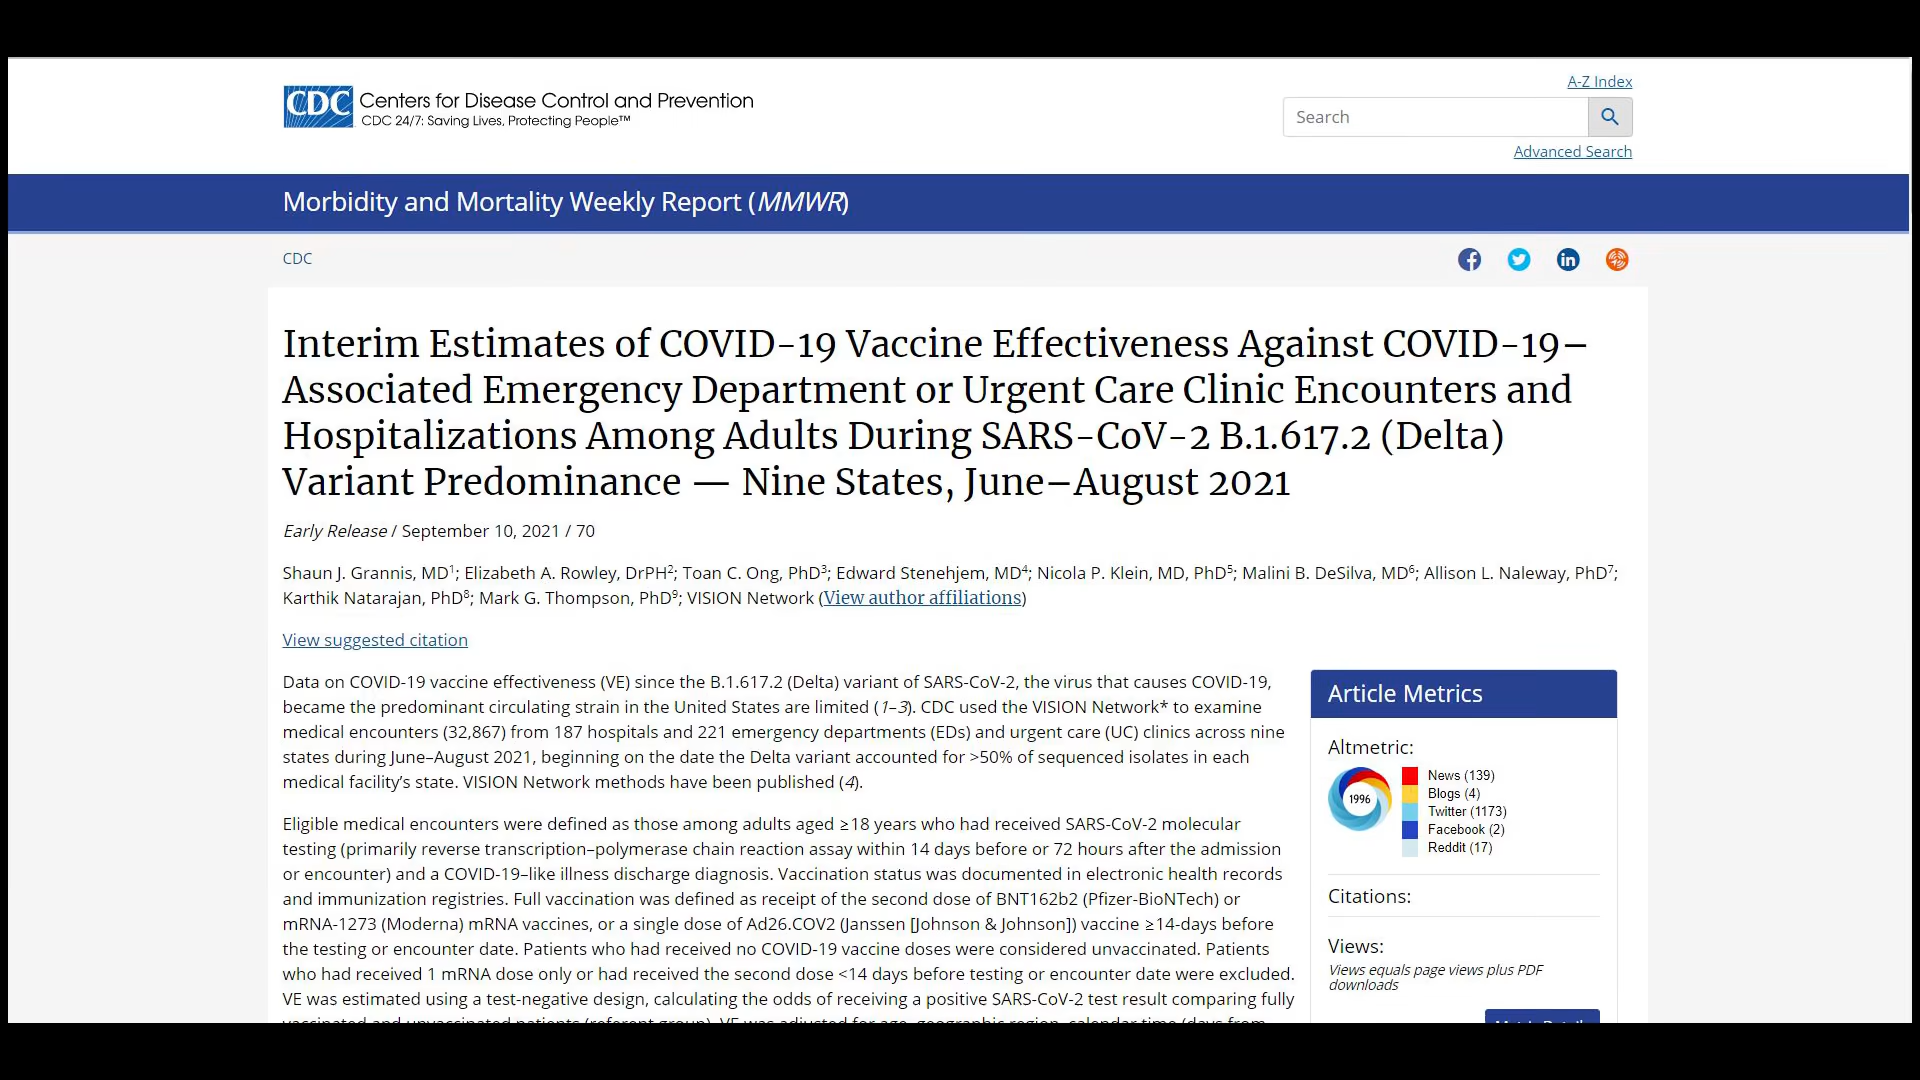 CDC Centers for Disease Control and Prevention
CDC 24/7: Saving Lives, Protecting People™
A-Z Index
Search
Advanced Search
Morbidity and Mortality Weekly Report (MMWR)
CDC
Interim Estimates of COVID-19 Vaccine Effectiveness Against COVID-19–
Associated Emergency Department or Urgent Care Clinic Encounters and
Hospitalizations Among Adults During SARS-CoV-2 B.1.617.2 (Delta)
Variant Predominance — Nine States, June–August 2021
Early Release / September 10, 2021 / 70
Shaun J. Grannis, MD1; Elizabeth A. Rowley, DrPH2; Toan C. Ong, PhD3; Edward Stenehjem, MD4; Nicola P. Klein, MD, PhD5; Malini B. DeSilva, MD6; Allison L. Naleway, PhD7;
Karthik Natarajan, PhD8; Mark G. Thompson, PhD9; VISION Network (View author affiliations)
View suggested citation
Data on COVID-19 vaccine effectiveness (VE) since the B.1.617.2 (Delta) variant of SARS-CoV-2, the virus that causes COVID-19,
became the predominant circulating strain in the United States are limited (1–3). CDC used the VISION Network* to examine
medical encounters (32,867) from 187 hospitals and 221 emergency departments (EDs) and urgent care (UC) clinics across nine
states during June–August 2021, beginning on the date the Delta variant accounted for >50% of sequenced isolates in each
medical facility’s state. VISION Network methods have been published (4).
Eligible medical encounters were defined as those among adults aged ≥18 years who had received SARS-CoV-2 molecular
testing (primarily reverse transcription–polymerase chain reaction assay within 14 days before or 72 hours after the admission
or encounter) and a COVID-19–like illness discharge diagnosis. Vaccination status was documented in electronic health records
and immunization registries. Full vaccination was defined as receipt of the second dose of BNT162b2 (Pfizer-BioNTech) or
mRNA-1273 (Moderna) mRNA vaccines, or a single dose of Ad26.COV2 (Janssen [Johnson & Johnson]) vaccine ≥14-days before
the testing or encounter date. Patients who had received no COVID-19 vaccine doses were considered unvaccinated. Patients
who had received 1 mRNA dose only or had received the second dose <14 days before testing or encounter date were excluded.
VE was estimated using a test-negative design, calculating the odds of receiving a positive SARS-CoV-2 test result comparing fully
vaccinated and unvaccinated patients (referent group). VE was adjusted for age, geographic region, calendar time (days from
Article Metrics
Altmetric:
1996
News (139)
Blogs (4)
Twitter (1173)
Facebook (2)
Reddit (17)
Citations:
Views:
Views equals page views plus PDF
downloads